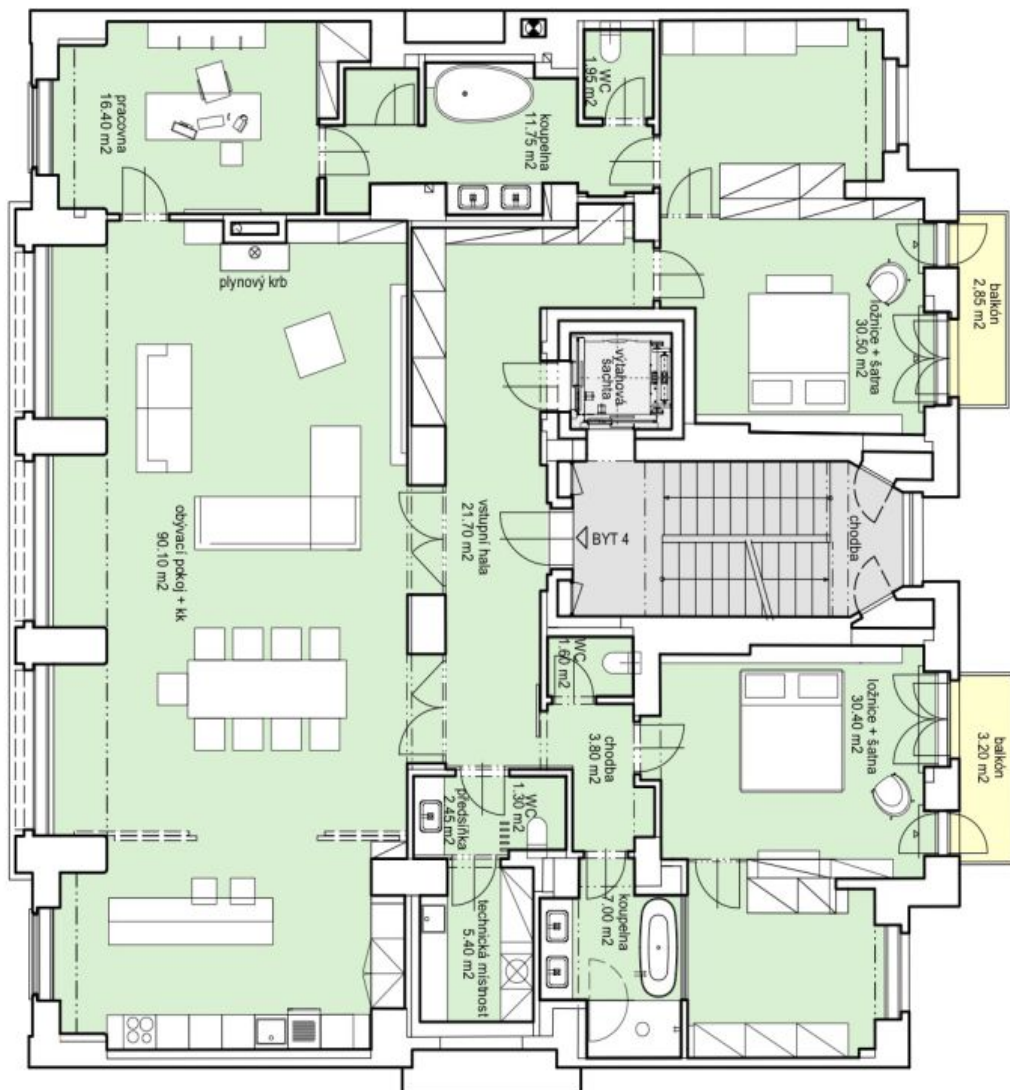 pracovna
16.40 m2
koupelna
11.75 m2
WC
1.95 m2
plynový krb
balkón
2,85 m2
ložnice + šatna
30.50 m2
výtahová
šachta
obývací pokoj + kk
90.10 m2
vstupní hala
21.70 m2
BYT 4
chodba
WC
1.60 m2
chodba
3.80 m2
ložnice + šatna
30.40 m2
balkón
3.20 m2
WC
1.30 m2
předsíňka
2.45 m2
technická místnost
5.40 m2
koupelna
7.00 m2